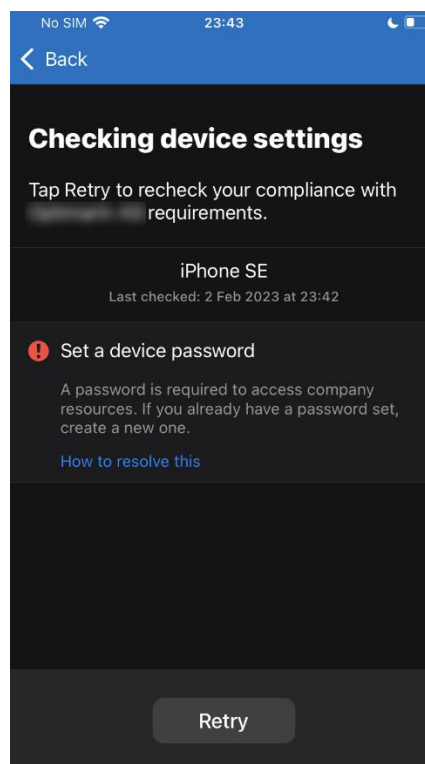 No SIM 23:43
Back
Checking device settings
Tap Retry to recheck your compliance with
requirements.
iPhone SE
Last checked: 2 Feb 2023 at 23:42
Set a device password
A password is required to access company
resources. If you already have a password set,
create a new one.
How to resolve this
Retry